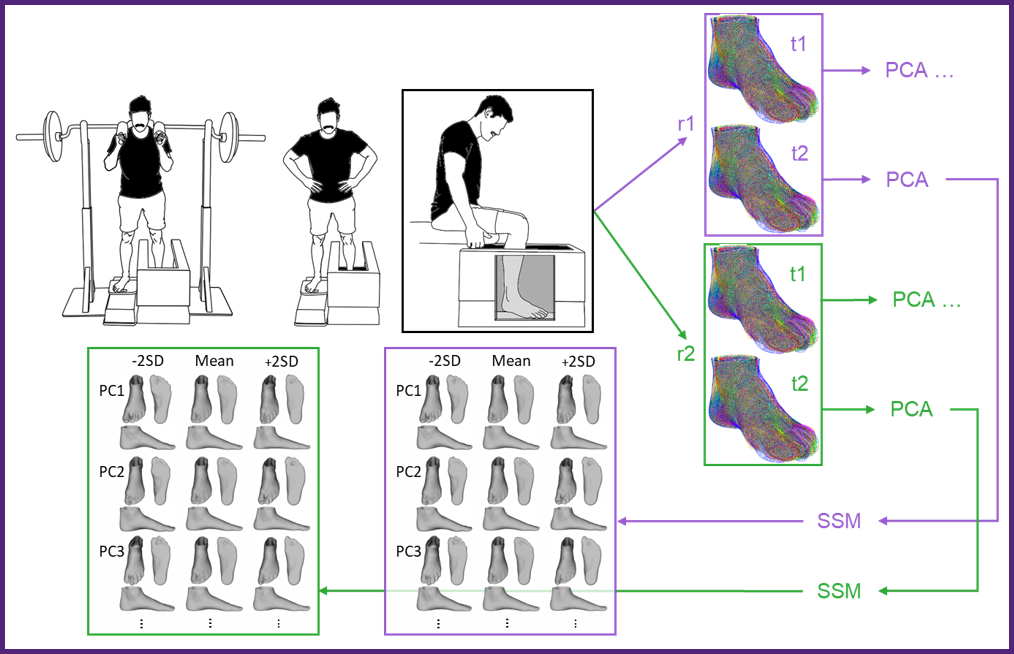 t1
PCA ...
r1
t2
PCA
t1
PCA ...
r2
t2
PCA
-2SD Mean +2SD
PC1
PC2
PC3
⋮ ⋮ ⋮
-2SD Mean +2SD
PC1
PC2
PC3
⋮ ⋮ ⋮
SSM
SSM